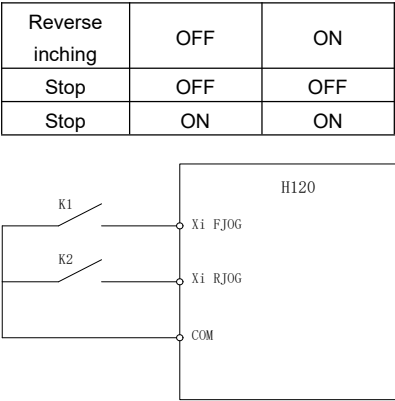 Reverse
inching
OFF
ON
Stop
OFF
OFF
Stop
ON
ON
H120
K1
Xi FJOG
K2
Xi RJOG
COM